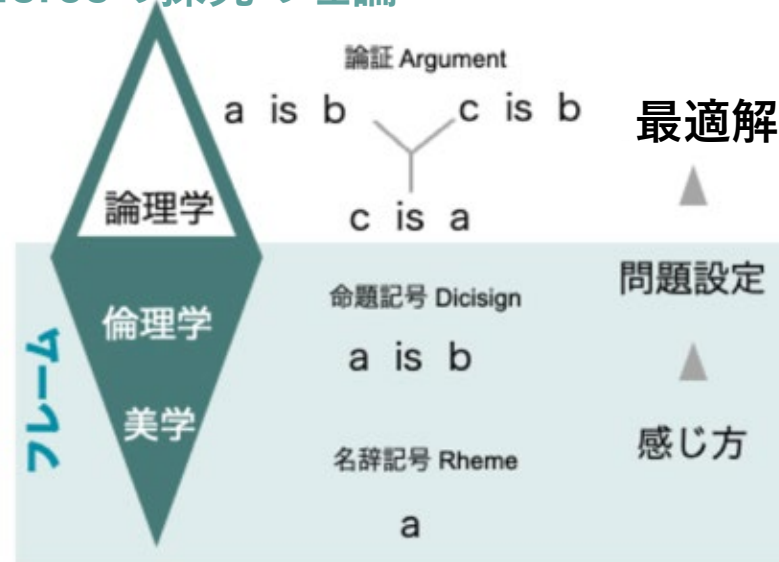 論証 Argument
a is b
c is b
c is a
最適解
論理学
命題記号 Dicisign
a is b
問題設定
倫理学
フレーム
美学
名辞記号 Rheme
a
感じ方